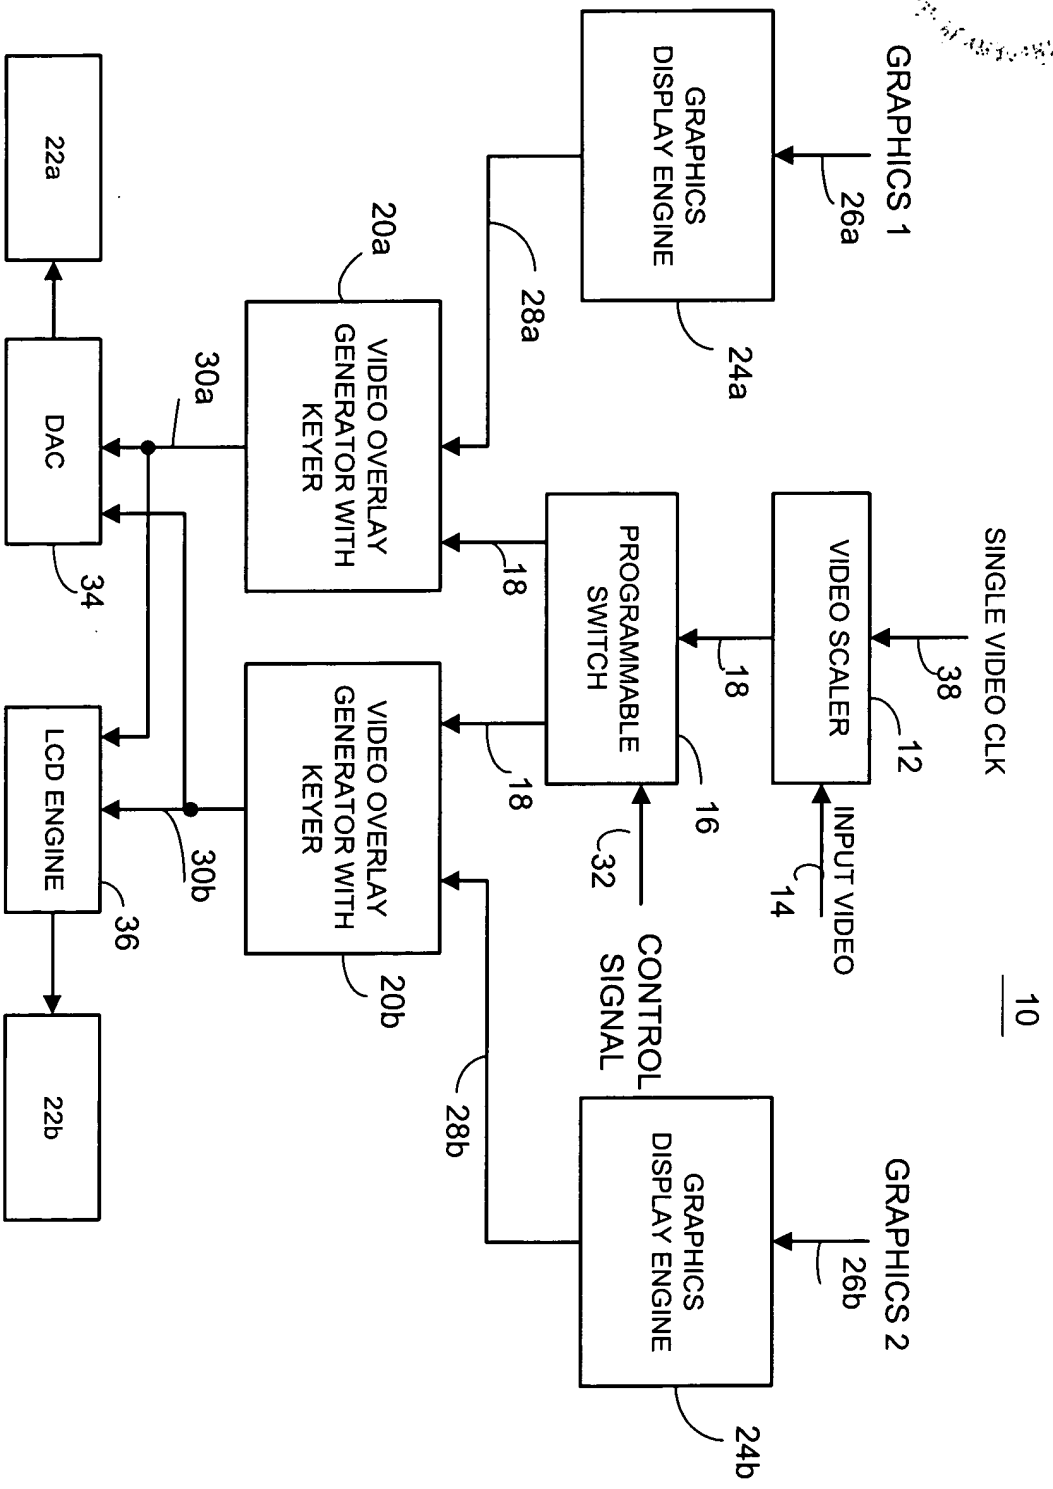 10
SINGLE VIDEO CLK
38
GRAPHICS 1
26a
GRAPHICS
DISPLAY ENGINE
24a
28a
VIDEO SCALER
12
INPUT VIDEO
14
18
PROGRAMMABLE
SWITCH
16
32
CONTROL
SIGNAL
18
18
GRAPHICS 2
26b
GRAPHICS
DISPLAY ENGINE
24b
28b
20a
VIDEO OVERLAY
GENERATOR WITH
KEYER
VIDEO OVERLAY
GENERATOR WITH
KEYER
20b
30a
30b
22a
DAC
34
LCD ENGINE
36
22b